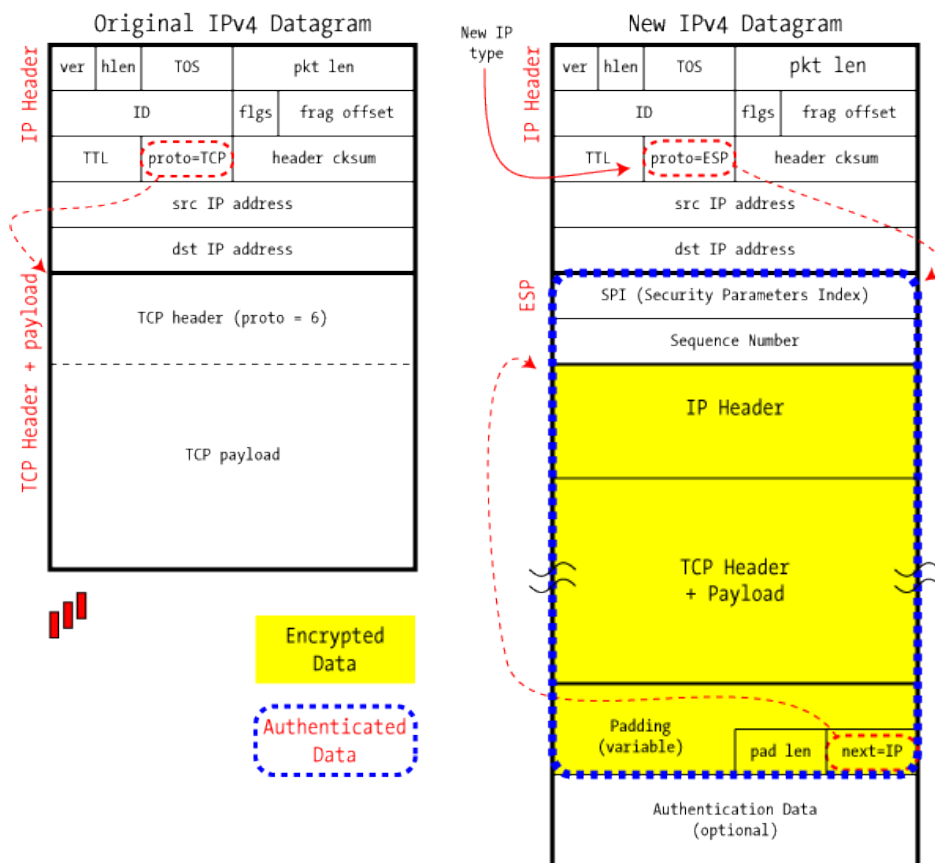 Original IPv4 Datagram
IP Header
ver hlen TOS pkt len
ID flgs frag offset
TTL proto=TCP header cksum
src IP address
dst IP address
TCP Header + payload
TCP header (proto = 6)
TCP payload
Encrypted
Data
Authenticated
Data
New IPv4 Datagram
New IP
type
IP Header
ver hlen TOS pkt len
ID flgs frag offset
TTL proto=ESP header cksum
src IP address
dst IP address
ESP
SPI (Security Parameters Index)
Sequence Number
IP Header
TCP Header
+ Payload
Padding
(variable)
pad len next=IP
Authentication Data
(optional)